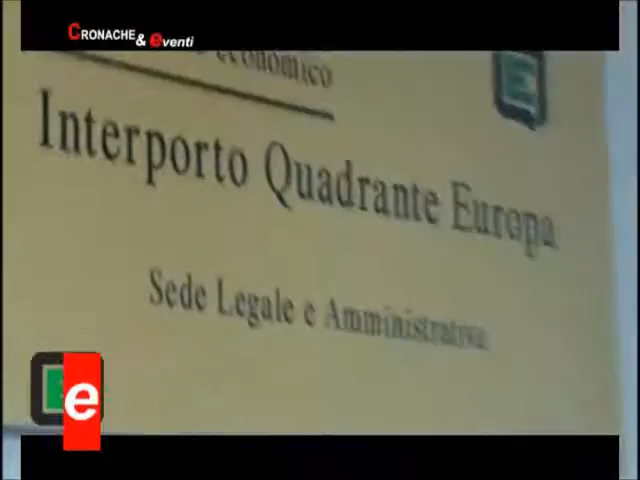 CRONACHE & eventi
economico
Interporto Quadrante Europa
Sede Legale e Amministrativa
E
E
e